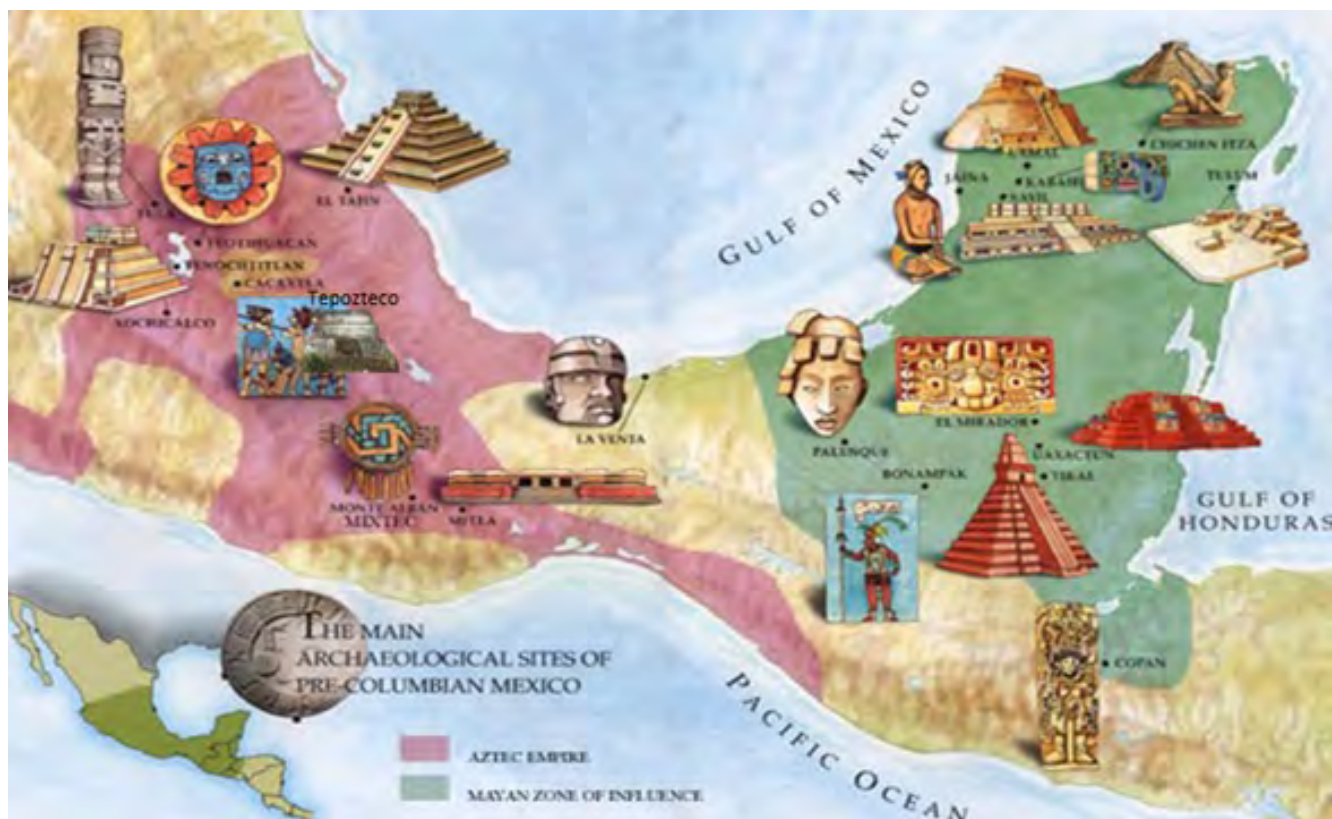 GULF OF MEXICO
CHICHEN ITZA
UXMAL
JAINA
KABAH
TULUM
SAYIL
EL TAJIN
TULA
TEOTIHUACAN
TENOCHTITLAN
CACAXTLA
Tepozteco
XOCHICALCO
LA VENTA
EL MIRADOR
PALENQUE
UAXACTUN
BONAMPAK
TIKAL
MONTE ALBAN
MIXTEC
MITLA
GULF OF
HONDURAS
THE MAIN
ARCHAEOLOGICAL SITES OF
PRE-COLUMBIAN MEXICO
COPAN
PACIFIC OCEAN
AZTEC EMPIRE
MAYAN ZONE OF INFLUENCE